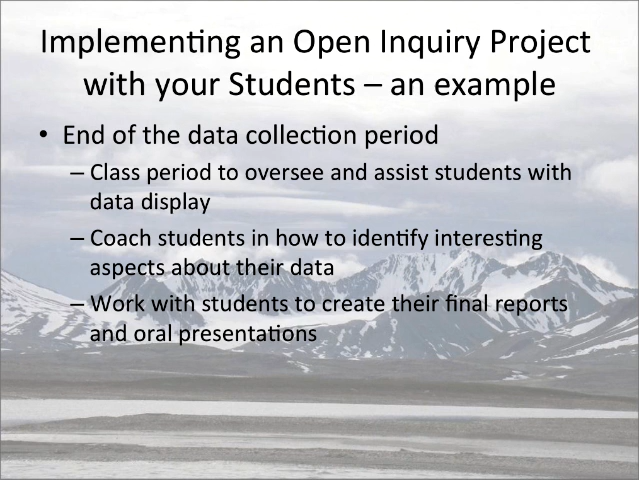 Implementing an Open Inquiry Project
with your Students – an example
• End of the data collection period
– Class period to oversee and assist students with
data display
– Coach students in how to identify interesting
aspects about their data
– Work with students to create their final reports
and oral presentations